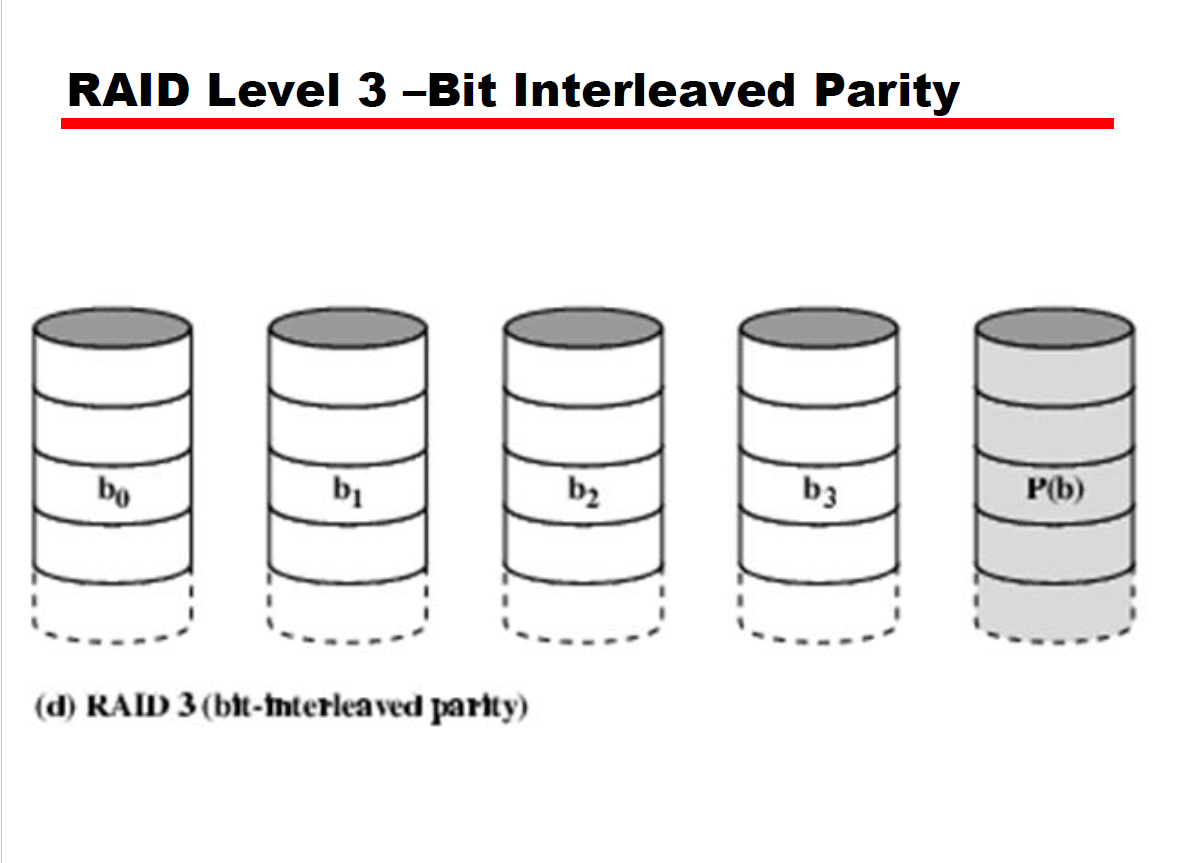 RAID Level 3 –Bit Interleaved Parity
b0 b1 b2 b3 P(b)
(d) RAID 3 (bit-interleaved parity)